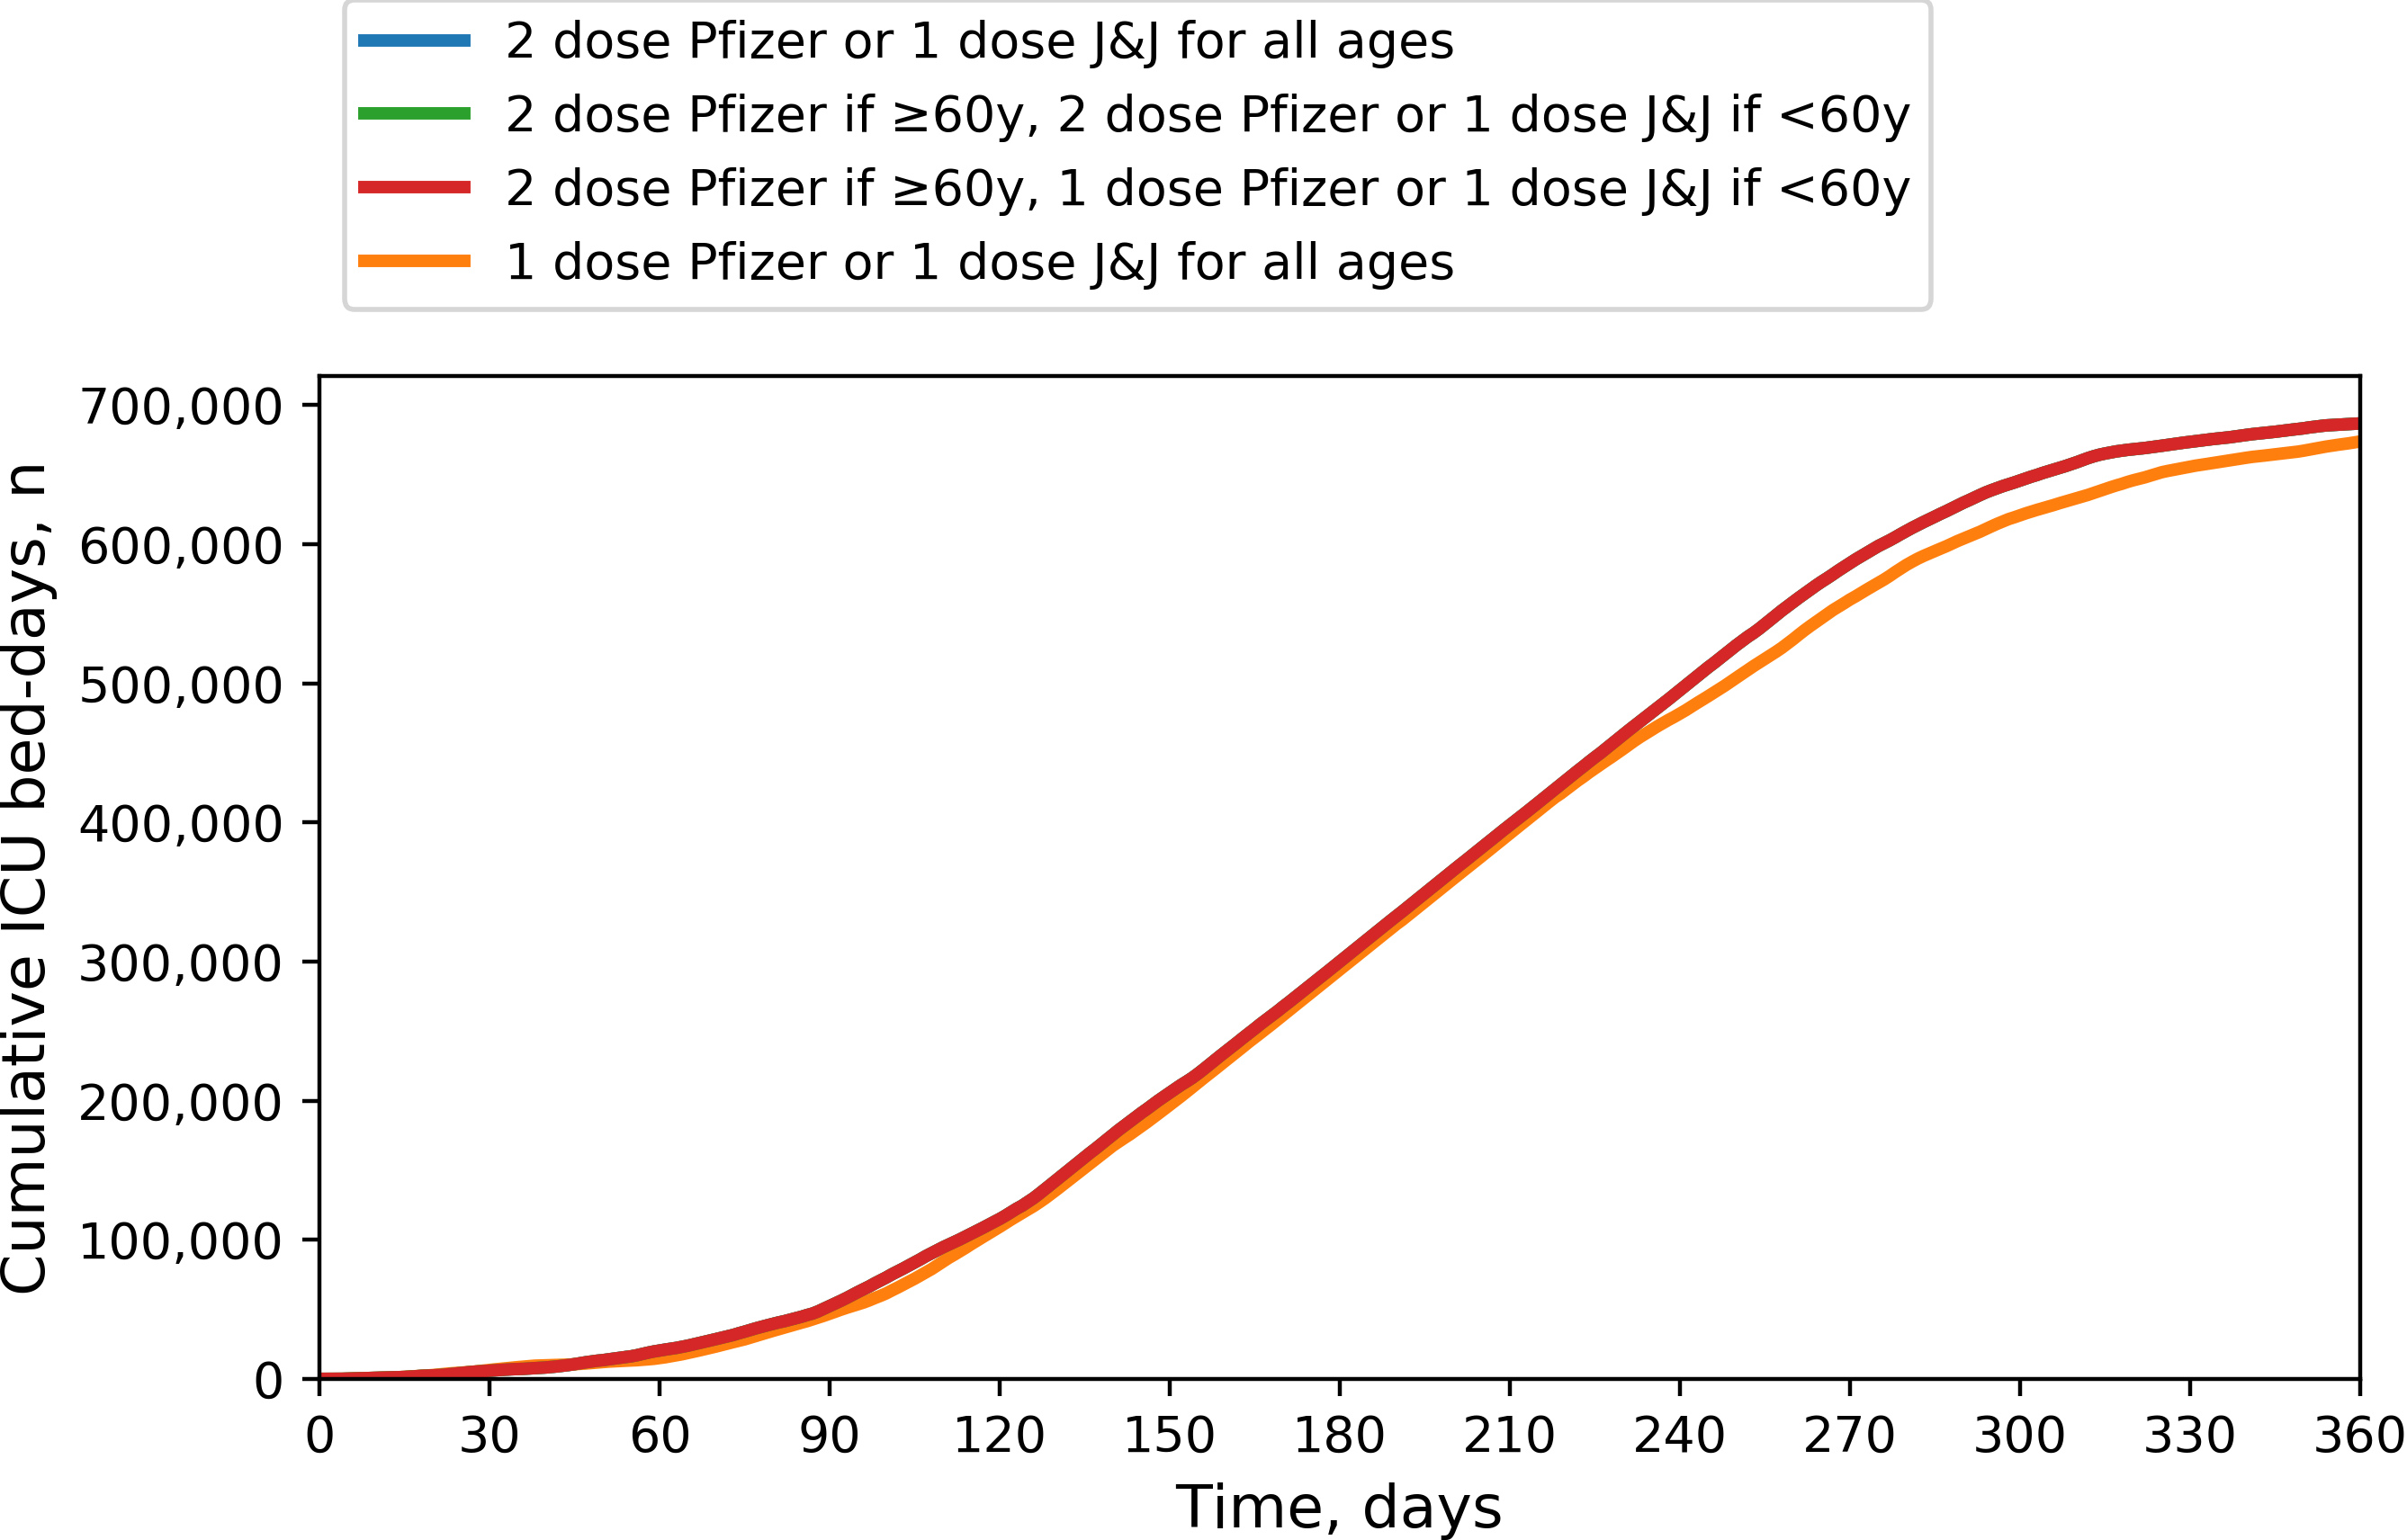 2 dose Pfizer or 1 dose J&J for all ages
2 dose Pfizer if ≥60y, 2 dose Pfizer or 1 dose J&J if <60y
2 dose Pfizer if ≥60y, 1 dose Pfizer or 1 dose J&J if <60y
1 dose Pfizer or 1 dose J&J for all ages
Cumulative ICU bed-days, n
700,000
600,000
500,000
400,000
300,000
200,000
100,000
0
0 30 60 90 120 150 180 210 240 270 300 330 360
Time, days